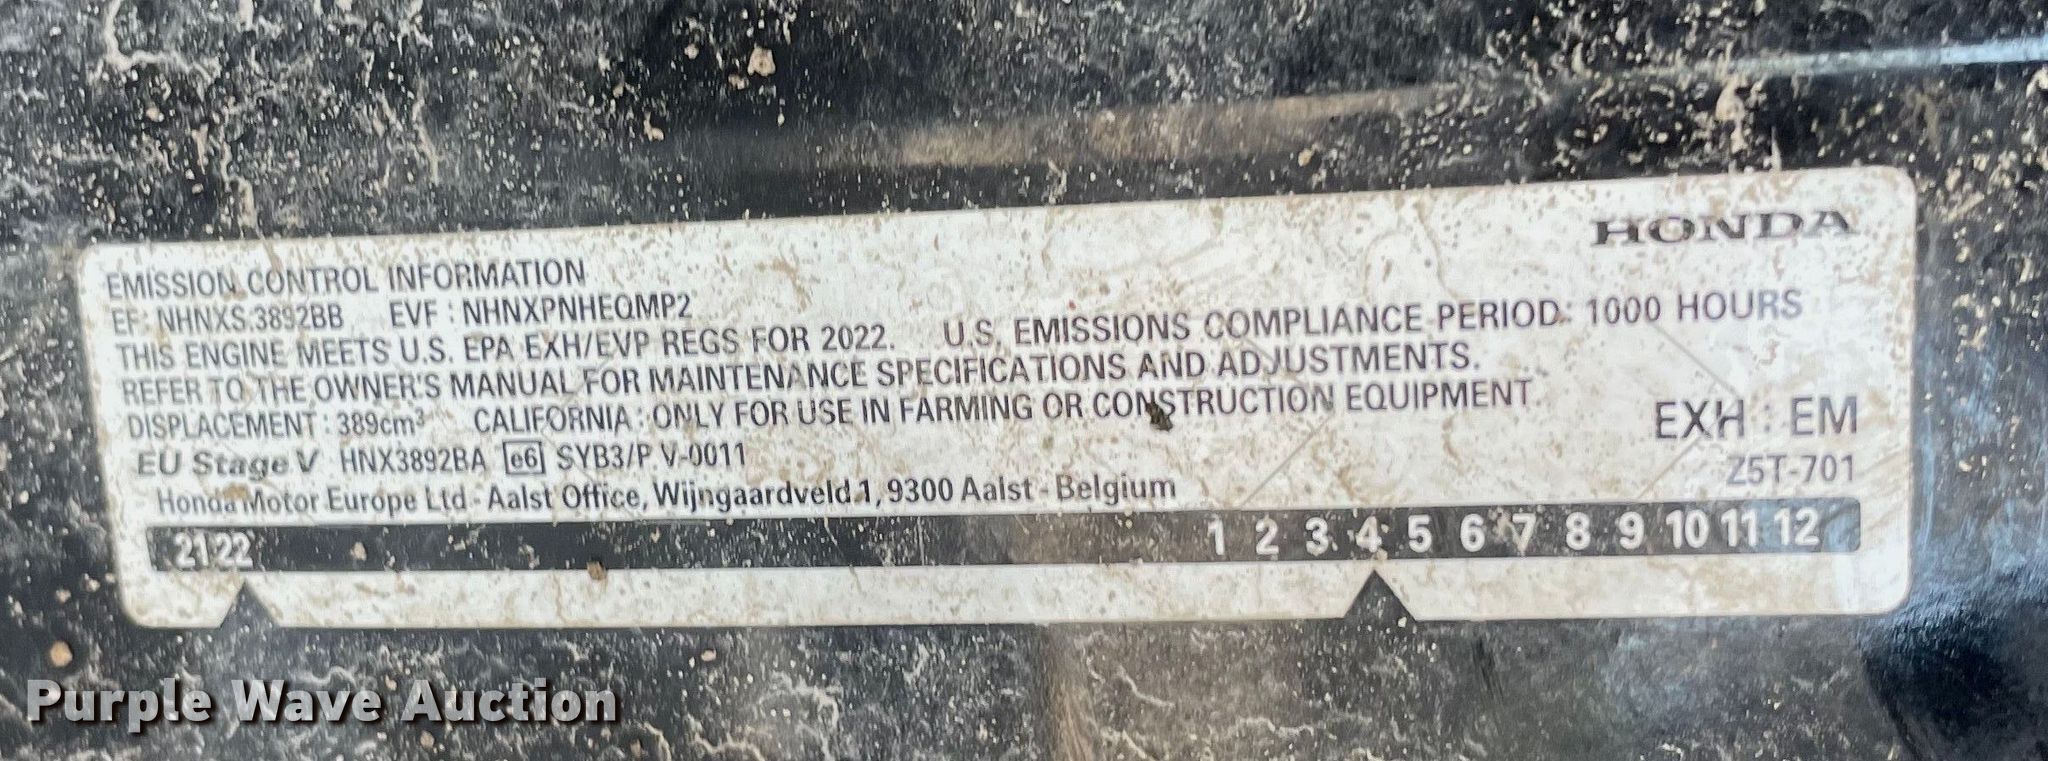 HONDA
EMISSION CONTROL INFORMATION
EF: NHNXS.3892BB EVF : NHNXPNHEQMP2
THIS ENGINE MEETS U.S. EPA EXH/EVP REGS FOR 2022. U.S. EMISSIONS COMPLIANCE PERIOD: 1000 HOURS
REFER TO THE OWNER'S MANUAL FOR MAINTENANCE SPECIFICATIONS AND ADJUSTMENTS.
DISPLACEMENT : 389cm³ CALIFORNIA : ONLY FOR USE IN FARMING OR CONSTRUCTION EQUIPMENT
EU Stage V HNX3892BA e6 SYB3/P V-0011 EXH : EM
Honda Motor Europe Ltd - Aalst Office, Wijngaardveld 1, 9300 Aalst - Belgium Z5T-701
21 22 1 2 3 4 5 6 7 8 9 10 11 12
Purple Wave Auction